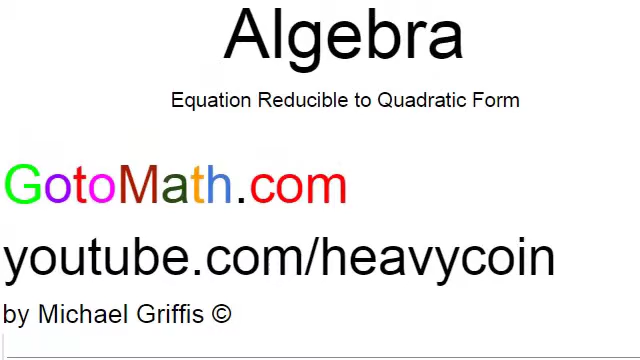 Algebra
Equation Reducible to Quadratic Form
GotoMath.com
youtube.com/heavycoin
by Michael Griffis ©